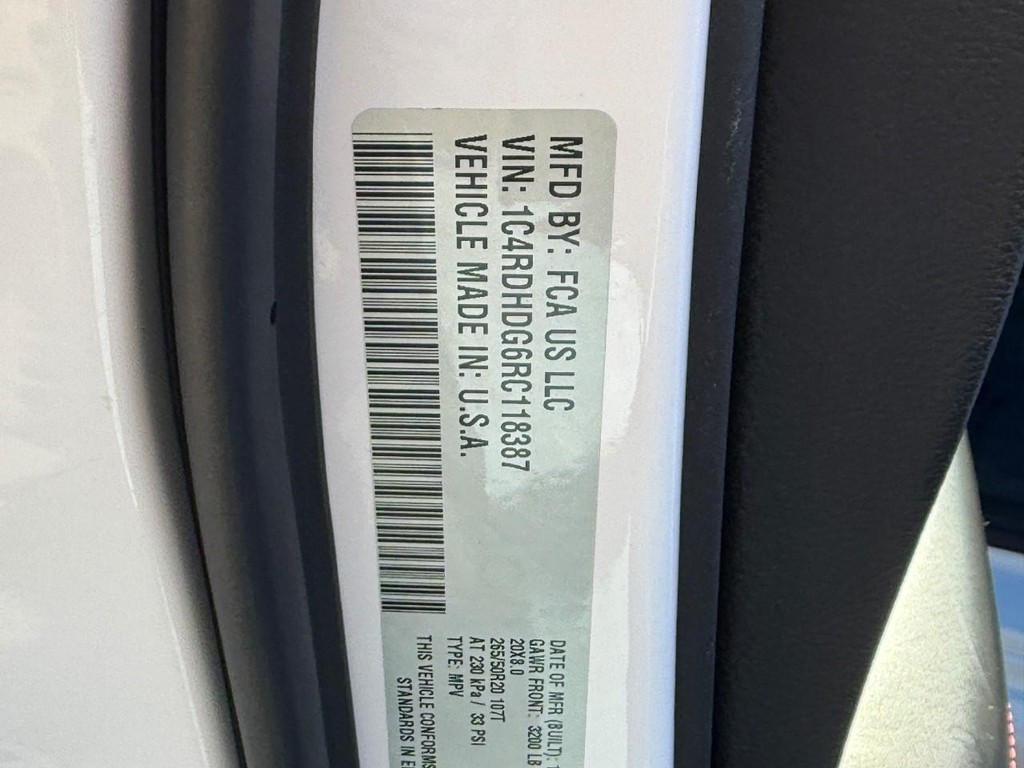 MFD BY: FCA US LLC
VIN: 1C4RDHDG6RC118387
VEHICLE MADE IN: U.S.A.
DATE OF MFR (BUILT):
GAWR FRONT: 3200 LB
20X8.0
265/50R20 107T
AT 230 kPa / 33 PSI
TYPE: MPV
THIS VEHICLE CONFORMS
STANDARDS IN